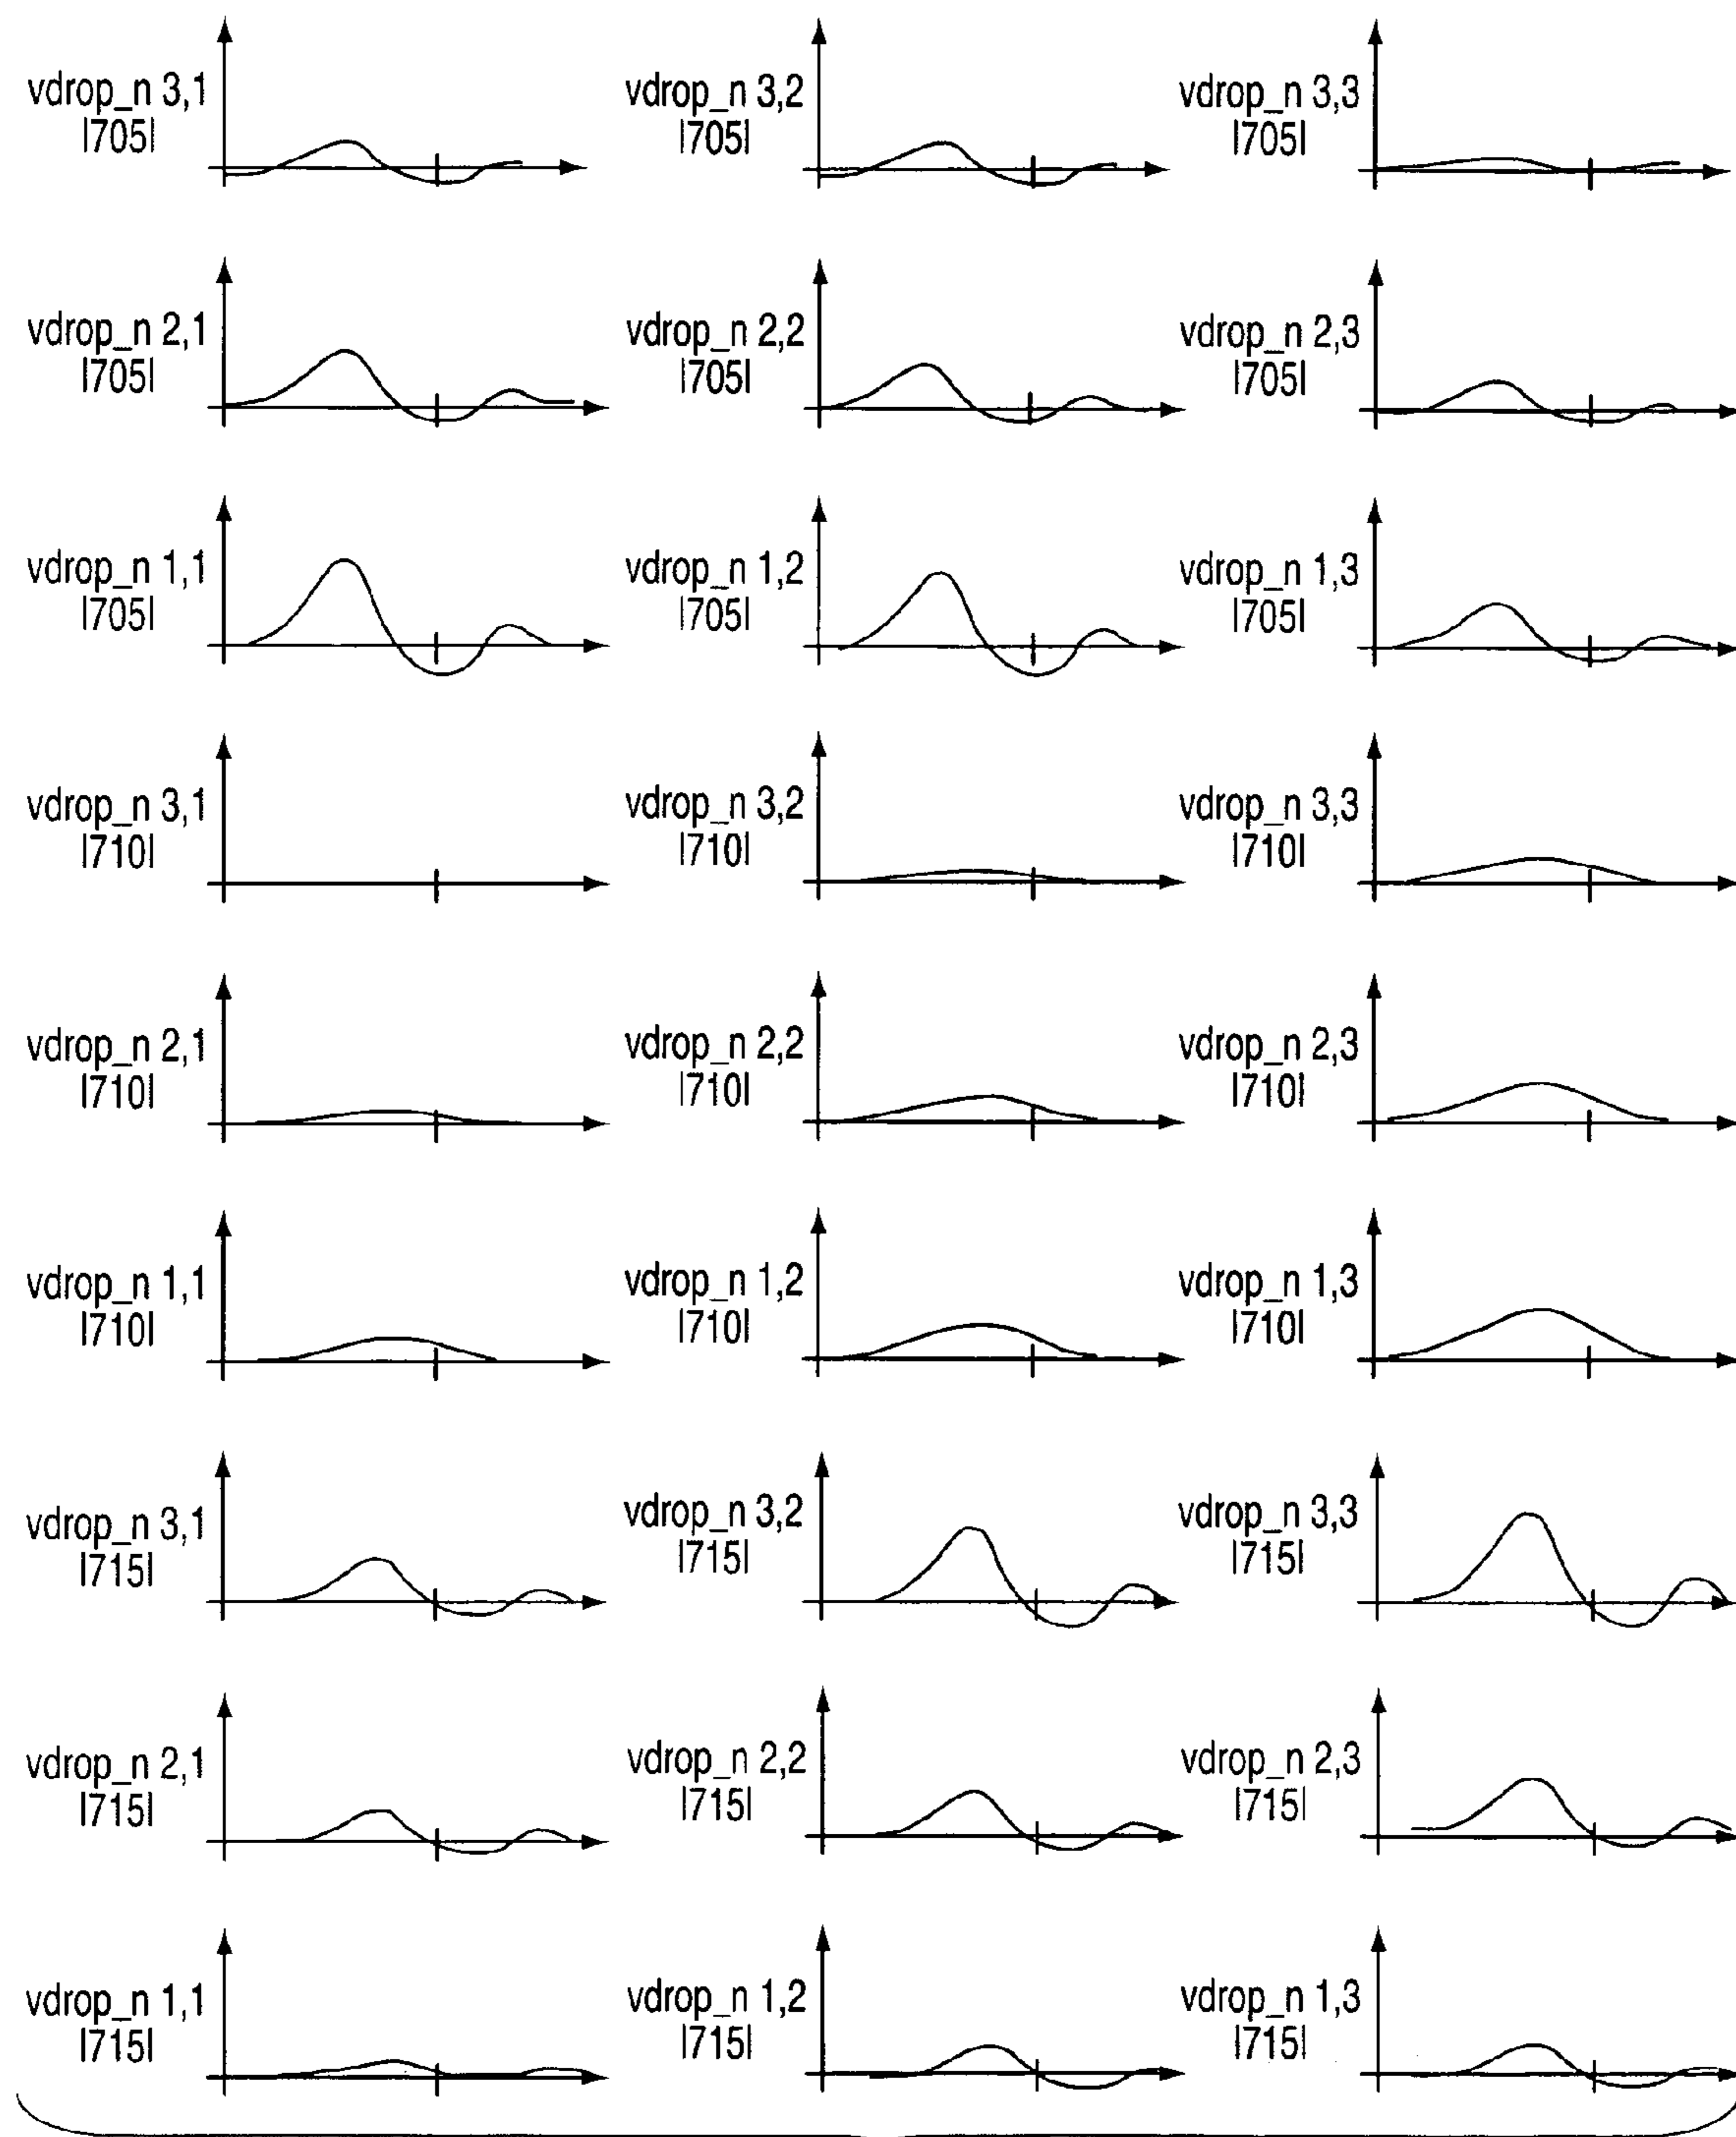 vdrop_n 3,1
|705|
vdrop_n 3,2
|705|
vdrop_n 3,3
|705|
vdrop_n 2,1
|705|
vdrop_n 2,2
|705|
vdrop_n 2,3
|705|
vdrop_n 1,1
|705|
vdrop_n 1,2
|705|
vdrop_n 1,3
|705|
vdrop_n 3,1
|710|
vdrop_n 3,2
|710|
vdrop_n 3,3
|710|
vdrop_n 2,1
|710|
vdrop_n 2,2
|710|
vdrop_n 2,3
|710|
vdrop_n 1,1
|710|
vdrop_n 1,2
|710|
vdrop_n 1,3
|710|
vdrop_n 3,1
|715|
vdrop_n 3,2
|715|
vdrop_n 3,3
|715|
vdrop_n 2,1
|715|
vdrop_n 2,2
|715|
vdrop_n 2,3
|715|
vdrop_n 1,1
|715|
vdrop_n 1,2
|715|
vdrop_n 1,3
|715|